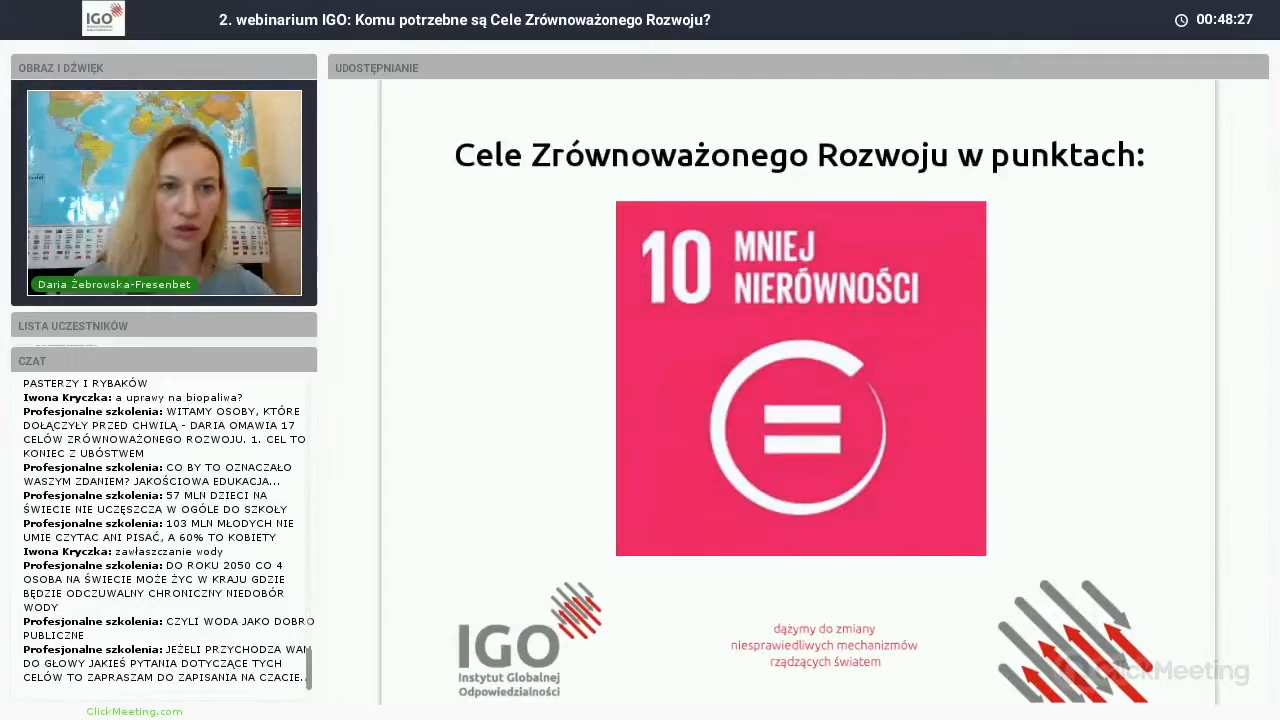 IGO
2. webinarium IGO: Komu potrzebne są Cele Zrównoważonego Rozwoju?
00:48:27
OBRAZ I DŹWIĘK
Daria Żebrowska-Fresenbet
LISTA UCZESTNIKÓW
CZAT
PASTERZY I RYBAKÓW
Iwona Kryczka: a uprawy na biopaliwa?
Profesjonalne szkolenia: WITAMY OSOBY, KTÓRE
DOŁĄCZYŁY PRZED CHWILĄ - DARIA OMAWIA 17
CELÓW ZRÓWNOWAŻONEGO ROZWOJU. 1. CEL TO
KONIEC Z UBÓSTWEM
Profesjonalne szkolenia: CO BY TO OZNACZAŁO
WASZYM ZDANIEM? JAKOŚCIOWA EDUKACJA...
Profesjonalne szkolenia: 57 MLN DZIECI NA
ŚWIECIE NIE UCZĘSZCZA W OGÓLE DO SZKOŁY
Profesjonalne szkolenia: 103 MLN MŁODYCH NIE
UMIE CZYTAC ANI PISAĆ, A 60% TO KOBIETY
Iwona Kryczka: zawłaszczanie wody
Profesjonalne szkolenia: DO ROKU 2050 CO 4
OSOBA NA ŚWIECIE MOŻE ŻYC W KRAJU GDZIE
BĘDZIE ODCZUWALNY CHRONICZNY NIEDOBÓR
WODY
Profesjonalne szkolenia: CZYLI WODA JAKO DOBRO
PUBLICZNE
Profesjonalne szkolenia: JEŻELI PRZYCHODZA WAM
DO GŁOWY JAKIEŚ PYTANIA DOTYCZĄCE TYCH
CELÓW TO ZAPRASZAM DO ZAPISANIA NA CZACIE..
ClickMeeting.com
UDOSTĘPNIANIE
Cele Zrównoważonego Rozwoju w punktach:
10 MNIEJ
NIERÓWNOŚCI
IGO
Instytut Globalnej
Odpowiedzialności
dążymy do zmiany
niesprawiedliwych mechanizmów
rządzących światem
ClickMeeting